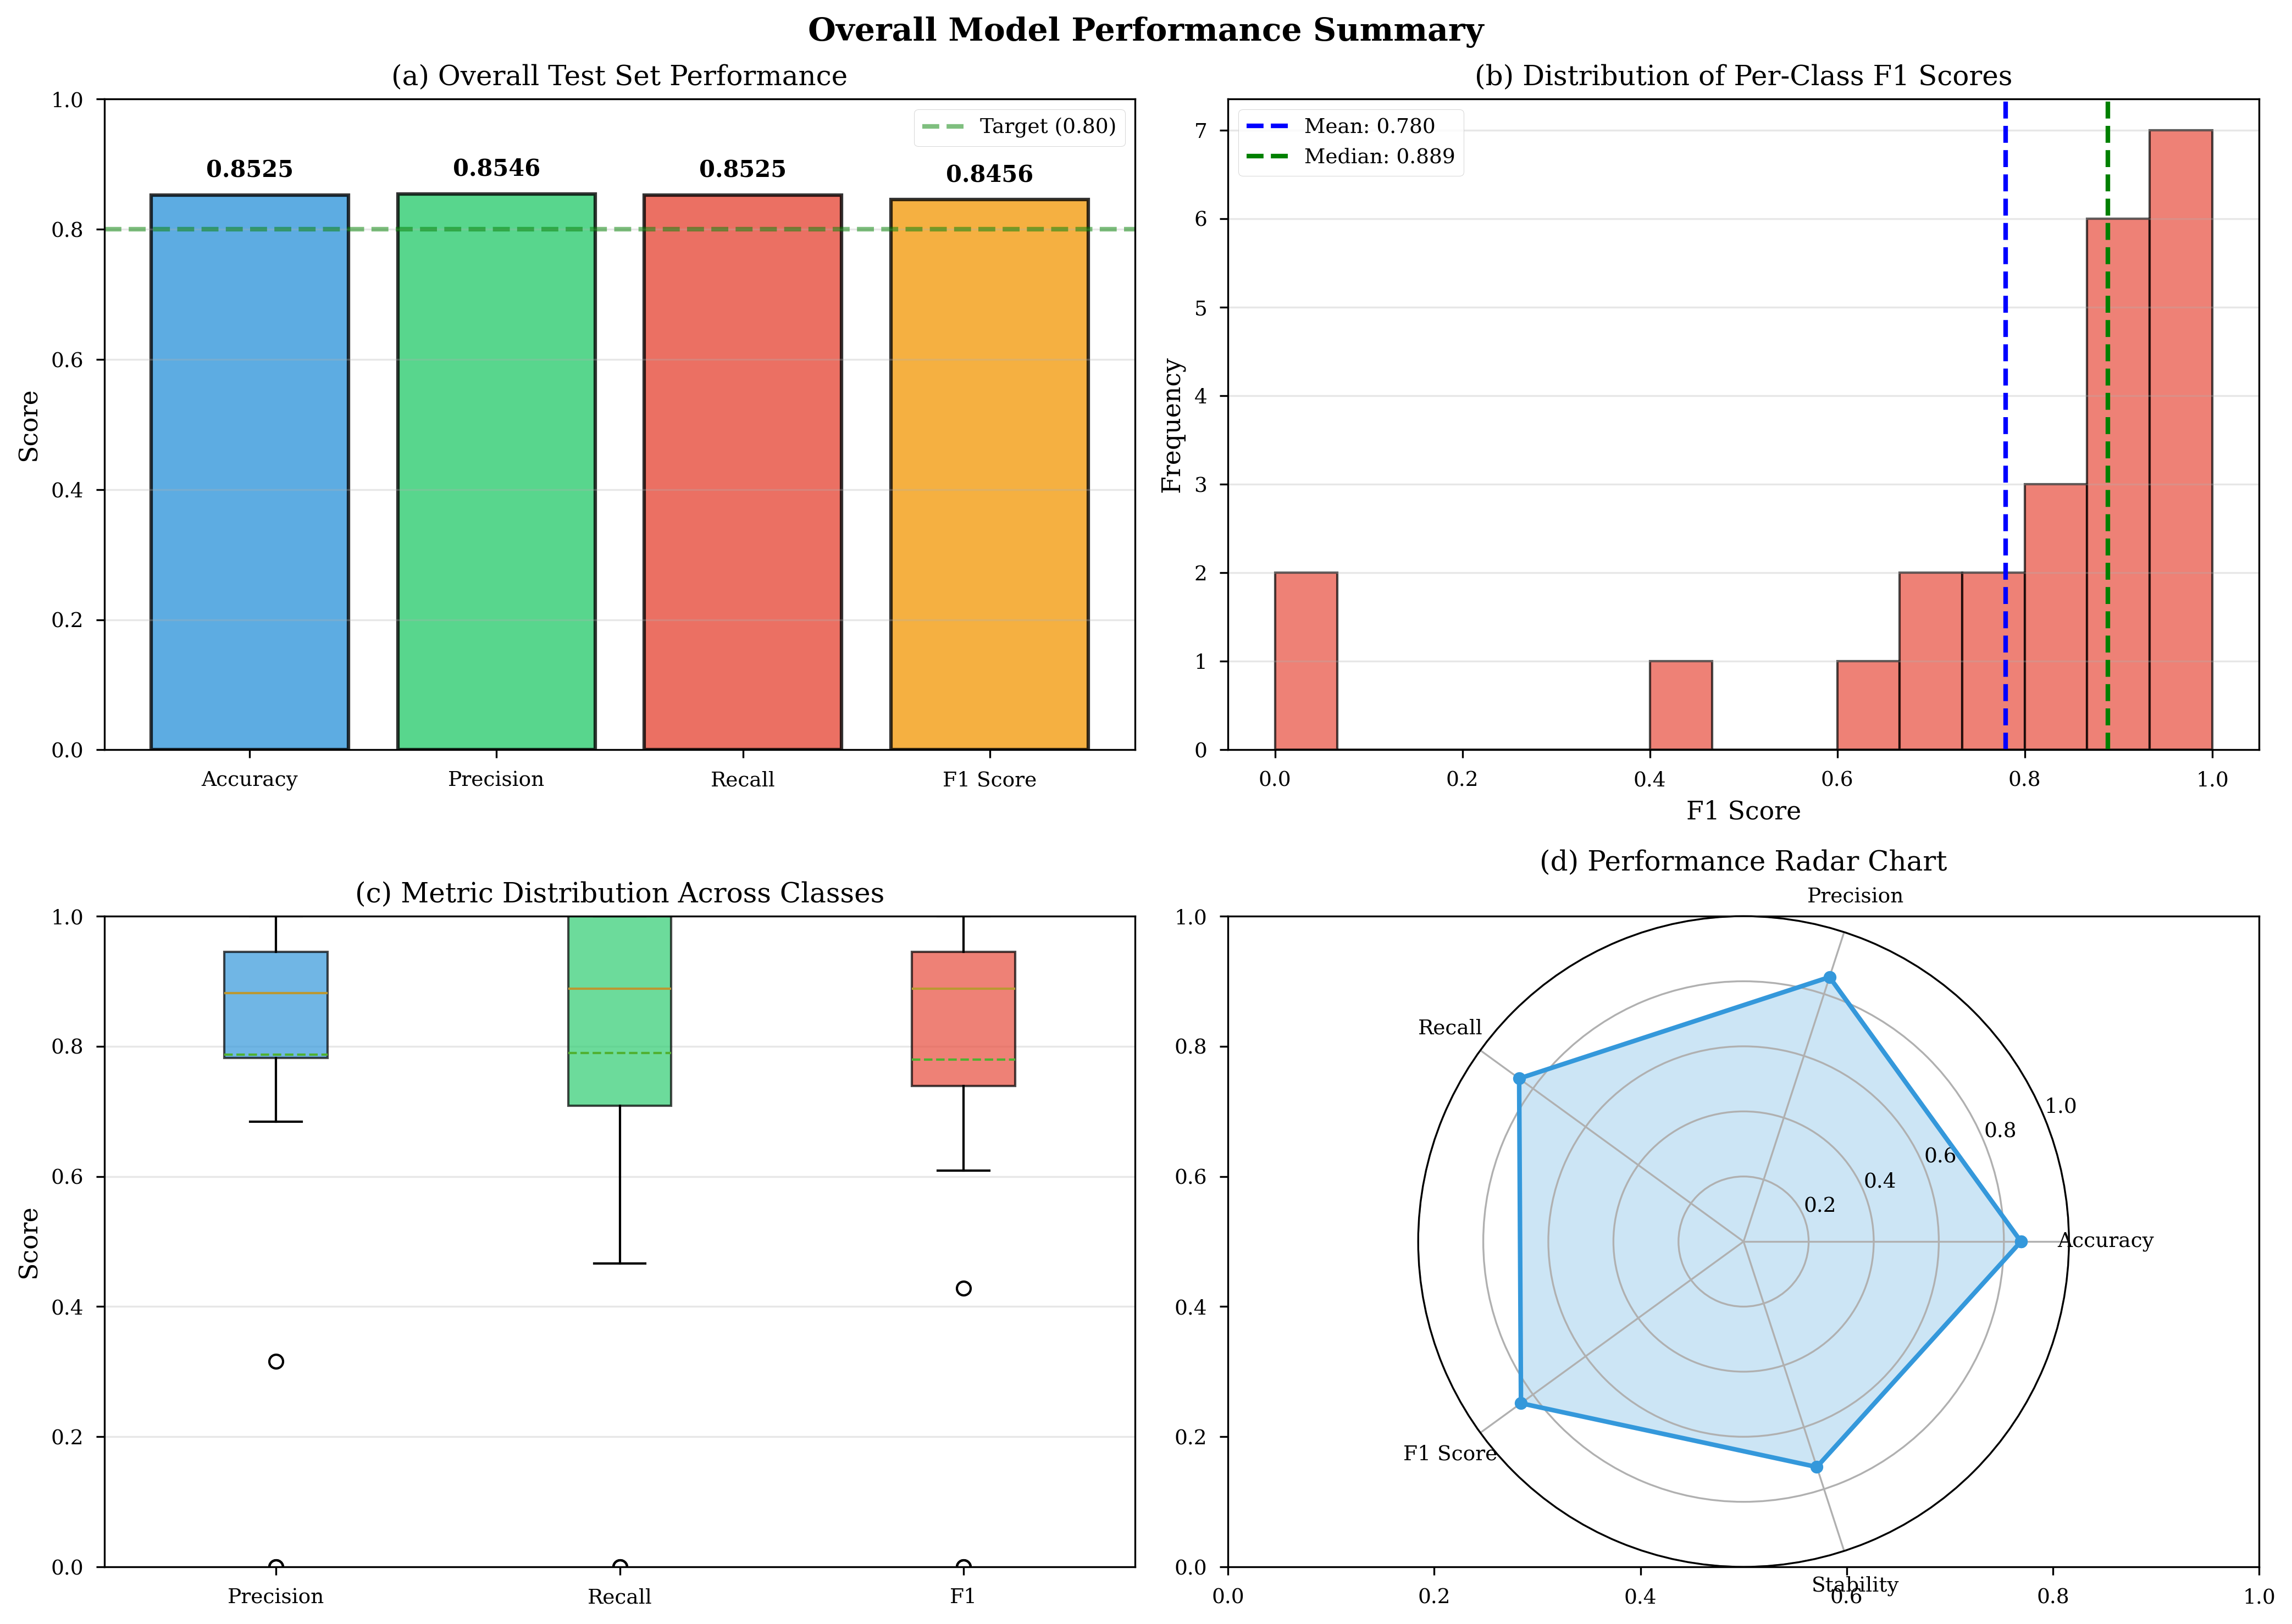 Overall Model Performance Summary
(a) Overall Test Set Performance
1.0
0.8
0.6
0.4
0.2
0.0
Score
Target (0.80)
0.8525
0.8546
0.8525
0.8456
Accuracy
Precision
Recall
F1 Score
(b) Distribution of Per-Class F1 Scores
Mean: 0.780
Median: 0.889
7
6
5
4
3
2
1
0
Frequency
0.0
0.2
0.4
0.6
0.8
1.0
F1 Score
(c) Metric Distribution Across Classes
1.0
0.8
0.6
0.4
0.2
0.0
Score
Precision
Recall
F1
(d) Performance Radar Chart
Precision
Recall
Accuracy
F1 Score
Stability
1.0
0.8
0.6
0.4
0.2
1.0
0.8
0.6
0.4
0.2
0.0
0.0
0.2
0.4
0.6
0.8
1.0